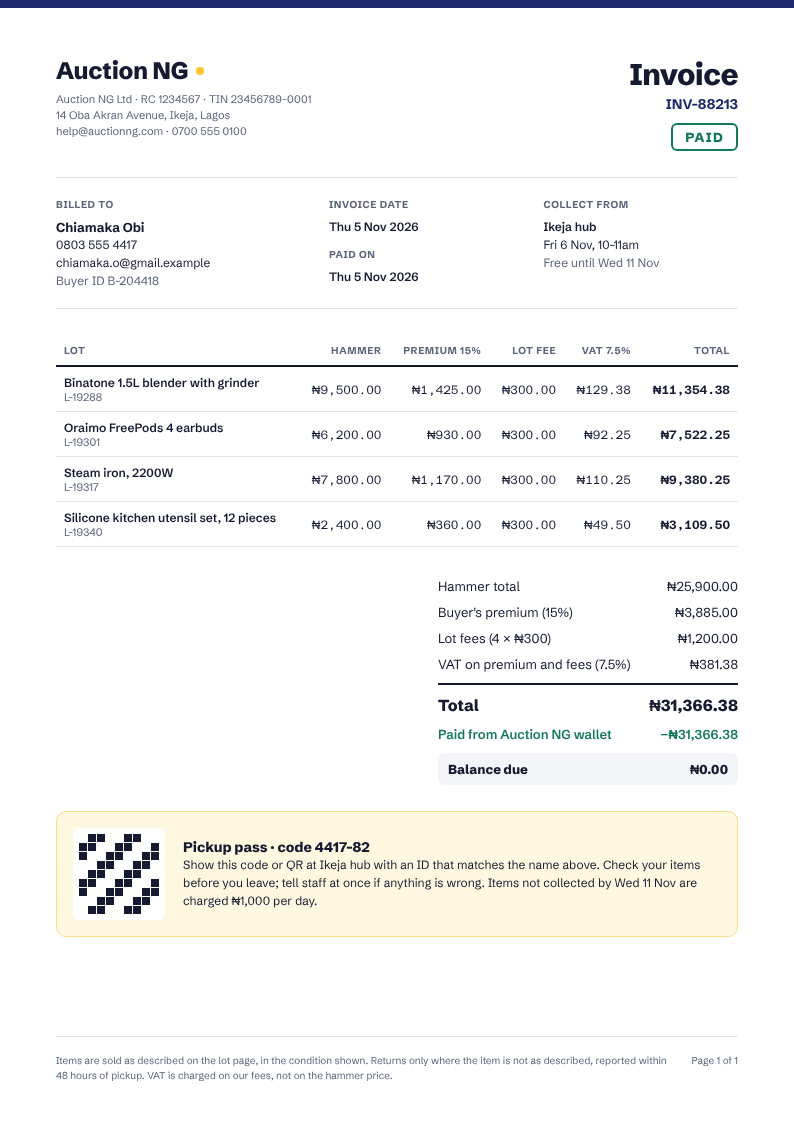 Auction NG
Auction NG Ltd · RC 1234567 · TIN 23456789-0001
14 Oba Akran Avenue, Ikeja, Lagos
help@auctionng.com · 0700 555 0100
Invoice
INV-88213
PAID
BILLED TO
Chiamaka Obi
0803 555 4417
chiamaka.o@gmail.example
Buyer ID B-204418
INVOICE DATE
Thu 5 Nov 2026
PAID ON
Thu 5 Nov 2026
COLLECT FROM
Ikeja hub
Fri 6 Nov, 10–11am
Free until Wed 11 Nov
LOT HAMMER PREMIUM 15% LOT FEE VAT 7.5% TOTAL
Binatone 1.5L blender with grinder
L-19288
₦9,500.00 ₦1,425.00 ₦300.00 ₦129.38 ₦11,354.38
Oraimo FreePods 4 earbuds
L-19301
₦6,200.00 ₦930.00 ₦300.00 ₦92.25 ₦7,522.25
Steam iron, 2200W
L-19317
₦7,800.00 ₦1,170.00 ₦300.00 ₦110.25 ₦9,380.25
Silicone kitchen utensil set, 12 pieces
L-19340
₦2,400.00 ₦360.00 ₦300.00 ₦49.50 ₦3,109.50
Hammer total ₦25,900.00
Buyer's premium (15%) ₦3,885.00
Lot fees (4 × ₦300) ₦1,200.00
VAT on premium and fees (7.5%) ₦381.38
Total ₦31,366.38
Paid from Auction NG wallet −₦31,366.38
Balance due ₦0.00
Pickup pass · code 4417-82
Show this code or QR at Ikeja hub with an ID that matches the name above. Check your items
before you leave; tell staff at once if anything is wrong. Items not collected by Wed 11 Nov are
charged ₦1,000 per day.
Items are sold as described on the lot page, in the condition shown. Returns only where the item is not as described, reported within
48 hours of pickup. VAT is charged on our fees, not on the hammer price.
Page 1 of 1